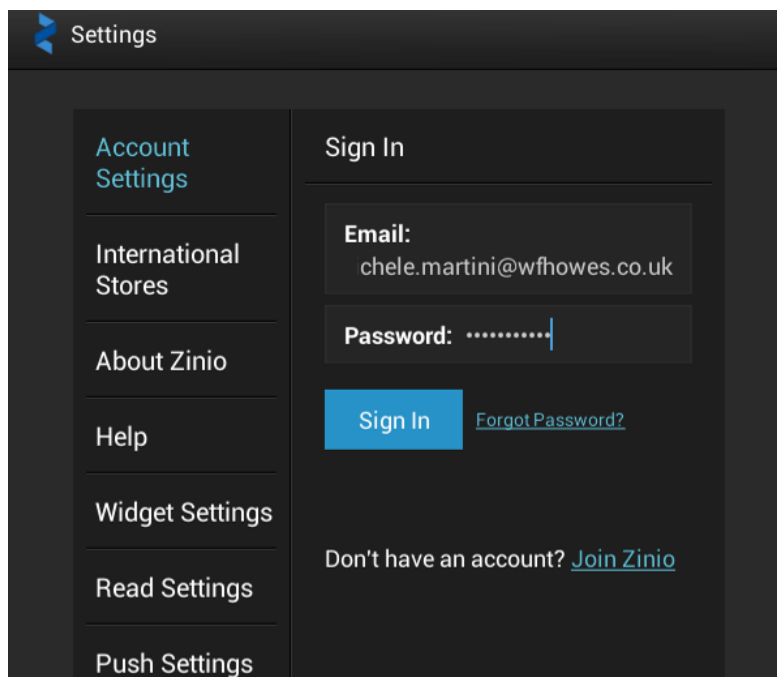 Settings
Account
Settings
International
Stores
About Zinio
Help
Widget Settings
Read Settings
Push Settings
Sign In
Email:
chele.martini@wfhowes.co.uk
Password: •••••••••••
Sign In Forgot Password?
Don't have an account? Join Zinio